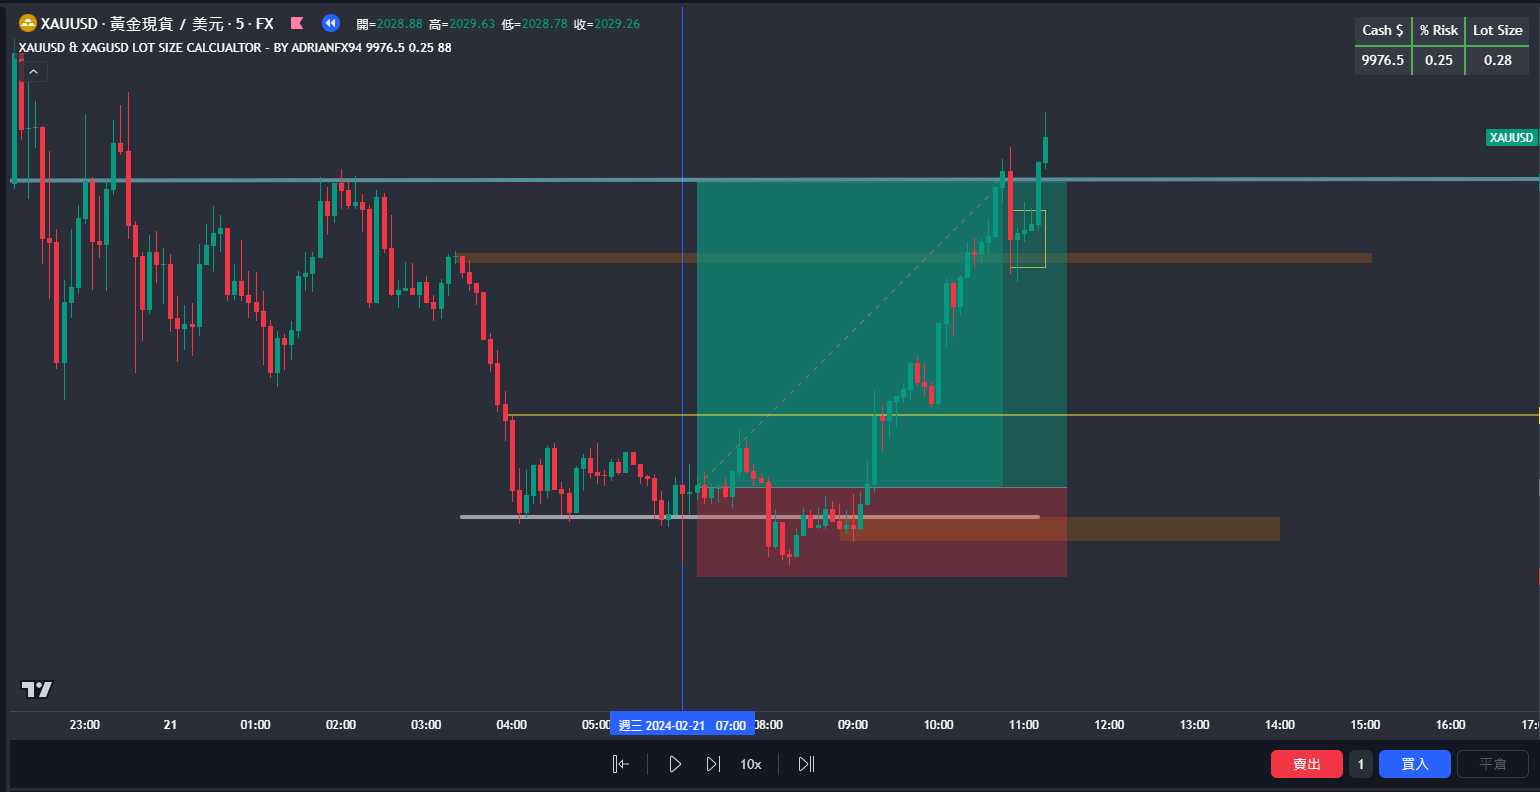 XAUUSD · 黃金現貨 / 美元 · 5 · FX 開=2028.88 高=2029.63 低=2028.78 收=2029.26
XAUUSD & XAGUSD LOT SIZE CALCUALTOR - BY ADRIANFX94 9976.5 0.25 88
Cash $ % Risk Lot Size
9976.5 0.25 0.28
XAUUSD
23:00 21 01:00 02:00 03:00 04:00 05:00 週三 2024-02-21 07:00 08:00 09:00 10:00 11:00 12:00 13:00 14:00 15:00 16:00 17:
10x
賣出 1 買入 平倉